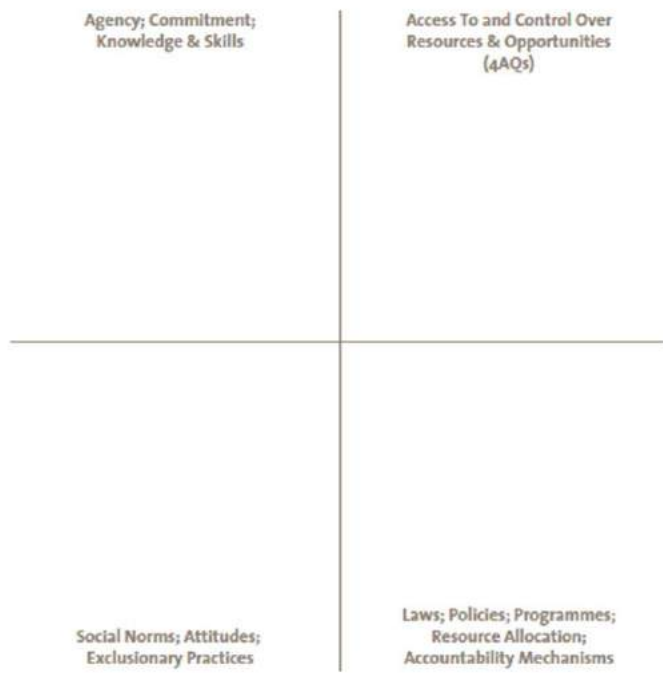 Agency; Commitment;
Knowledge & Skills
Access To and Control Over
Resources & Opportunities
(4AQs)
Social Norms; Attitudes;
Exclusionary Practices
Laws; Policies; Programmes;
Resource Allocation;
Accountability Mechanisms